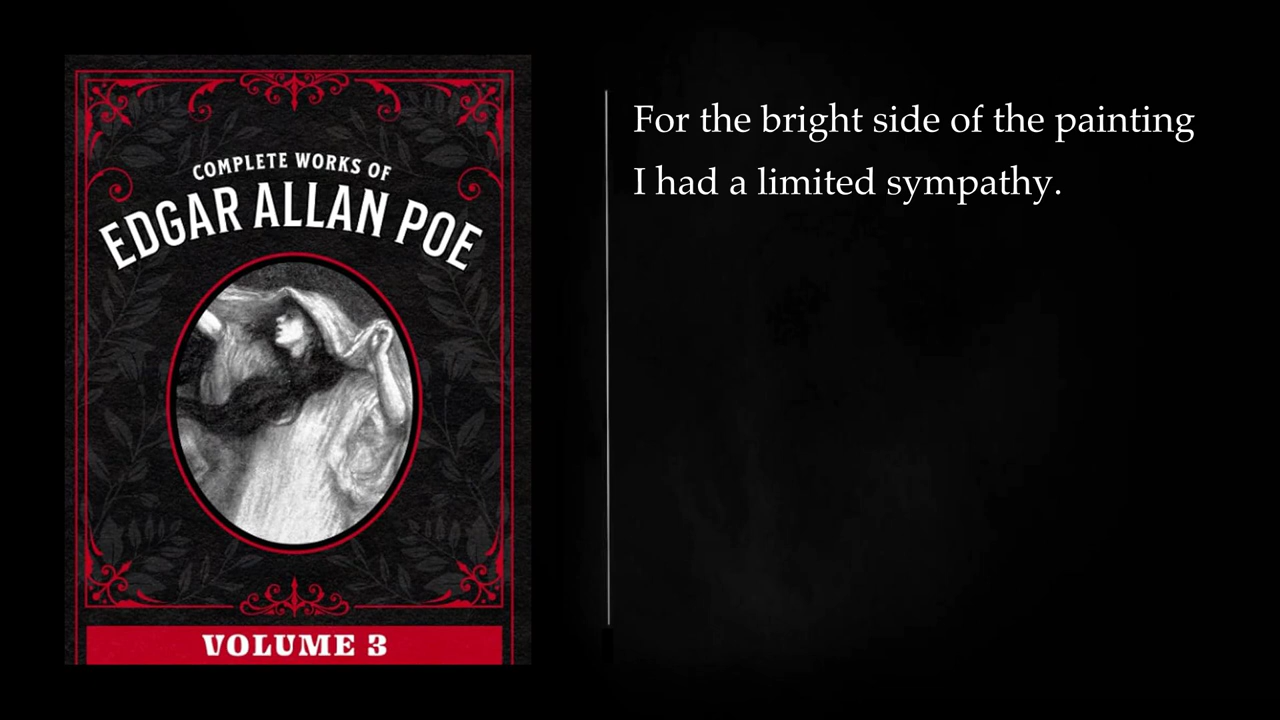 COMPLETE WORKS OF
EDGAR ALLAN POE
VOLUME 3
For the bright side of the painting
I had a limited sympathy.